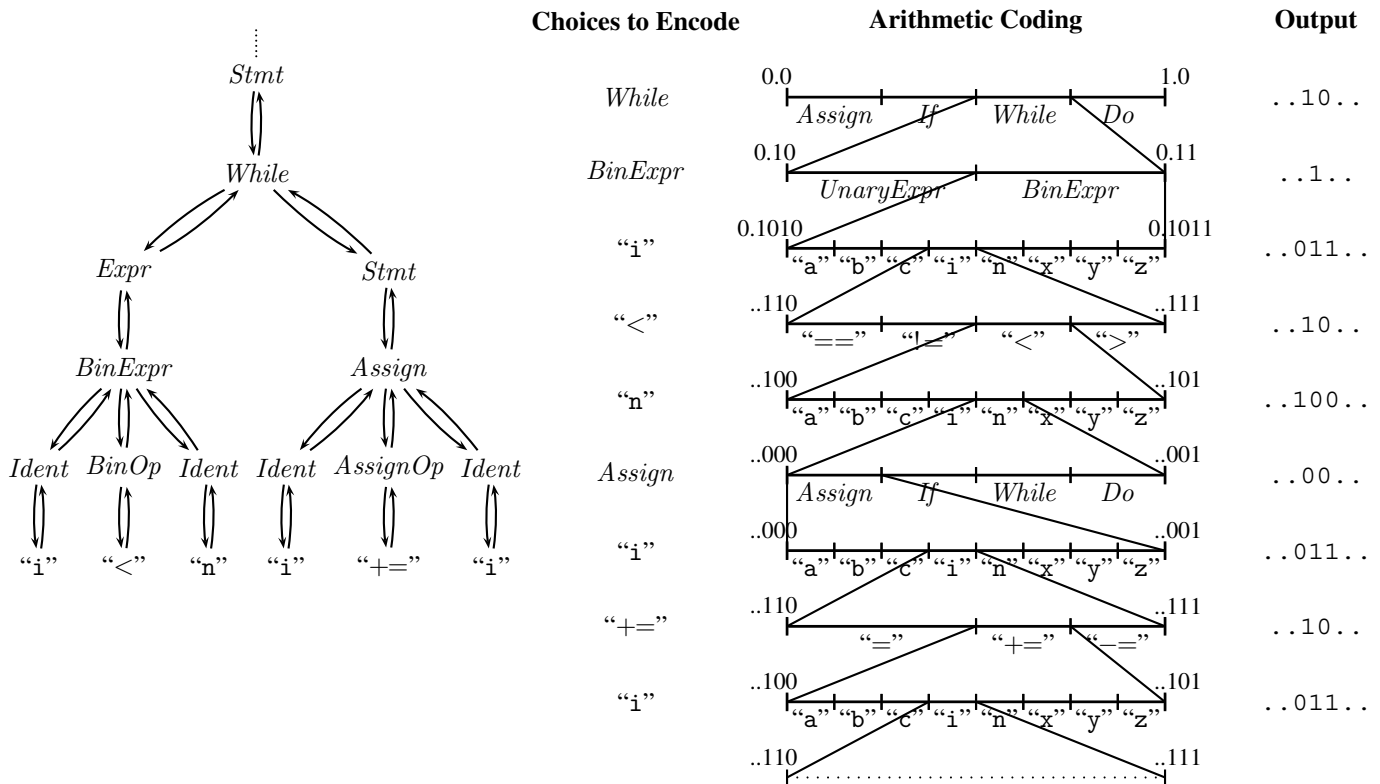 Choices to Encode Arithmetic Coding Output
Stmt
While
Expr Stmt
BinExpr Assign
Ident BinOp Ident Ident AssignOp Ident
“i” “<” “n” “i” “+=” “i”
0.0 1.0
While ..10..
Assign If While Do
0.10 0.11
BinExpr ..1..
UnaryExpr BinExpr
0.1010 0.1011
“i” ..011..
“a” “b” “c” “i” “n” “x” “y” “z”
..110 ..111
“<” ..10..
“==” “!=” “<” “>”
..100 ..101
“n” ..100..
“a” “b” “c” “i” “n” “x” “y” “z”
..000 ..001
Assign ..00..
Assign If While Do
..000 ..001
“i” ..011..
“a” “b” “c” “i” “n” “x” “y” “z”
..110 ..111
“+=” ..10..
“=” “+=” “−=”
..100 ..101
“i” ..011..
“a” “b” “c” “i” “n” “x” “y” “z”
..110 ..111